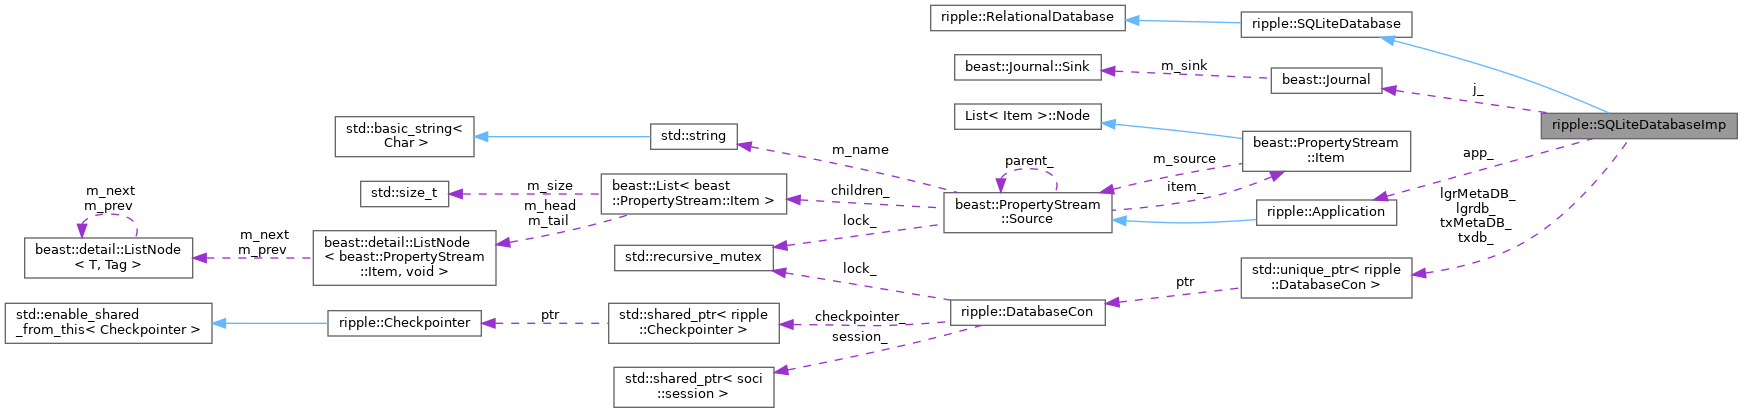 ripple::RelationalDatabase
ripple::SQLiteDatabase
beast::Journal::Sink
m_sink
beast::Journal
j_
List< Item >::Node
ripple::SQLiteDatabaseImp
std::basic_string<
Char >
std::string
m_name
parent_
m_source
beast::PropertyStream
::Item
app_
m_next
m_prev
std::size_t
m_size
beast::List< beast
::PropertyStream::Item >
children_
item_
m_head
m_tail
beast::PropertyStream
::Source
ripple::Application
lgrMetaDB_
lgrdb_
txMetaDB_
txdb_
lock_
beast::detail::ListNode
< T, Tag >
m_next
m_prev
beast::detail::ListNode
< beast::PropertyStream
::Item, void >
std::recursive_mutex
lock_
std::unique_ptr< ripple
::DatabaseCon >
ptr
ripple::DatabaseCon
std::enable_shared
_from_this< Checkpointer >
ripple::Checkpointer
ptr
std::shared_ptr< ripple
::Checkpointer >
checkpointer_
session_
std::shared_ptr< soci
::session >